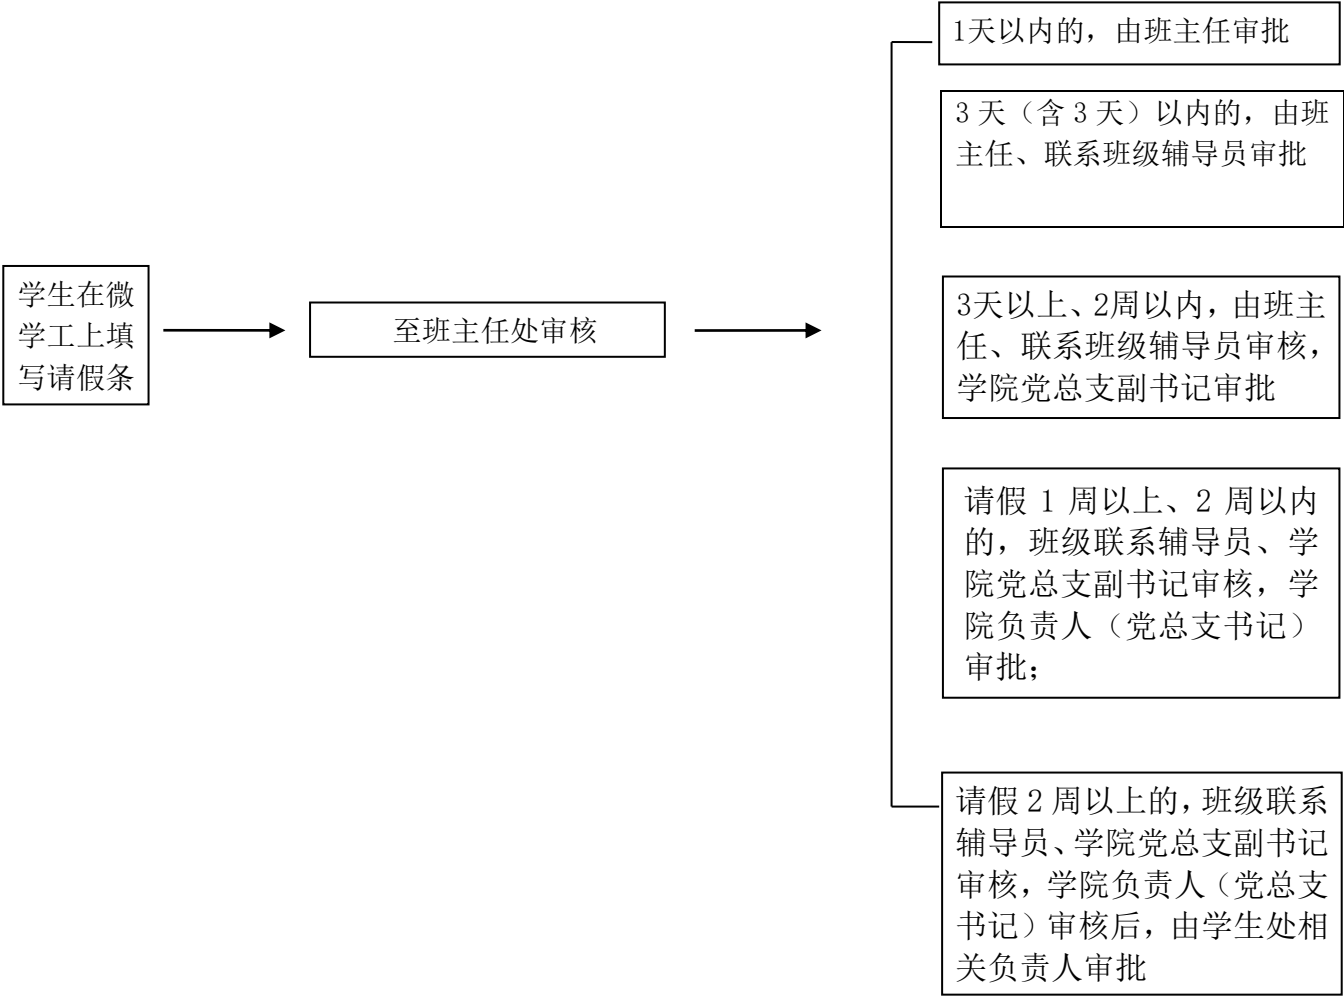 学生在微
学工上填
写请假条
至班主任处审核
1天以内的，由班主任审批
3 天（含 3 天）以内的，由班
主任、联系班级辅导员审批
3天以上、2周以内，由班主
任、联系班级辅导员审核，
学院党总支副书记审批
请假 1 周以上、2 周以内
的，班级联系辅导员、学
院党总支副书记审核，学
院负责人（党总支书记）
审批；
请假 2 周以上的，班级联系
辅导员、学院党总支副书记
审核，学院负责人（党总支
书记）审核后，由学生处相
关负责人审批